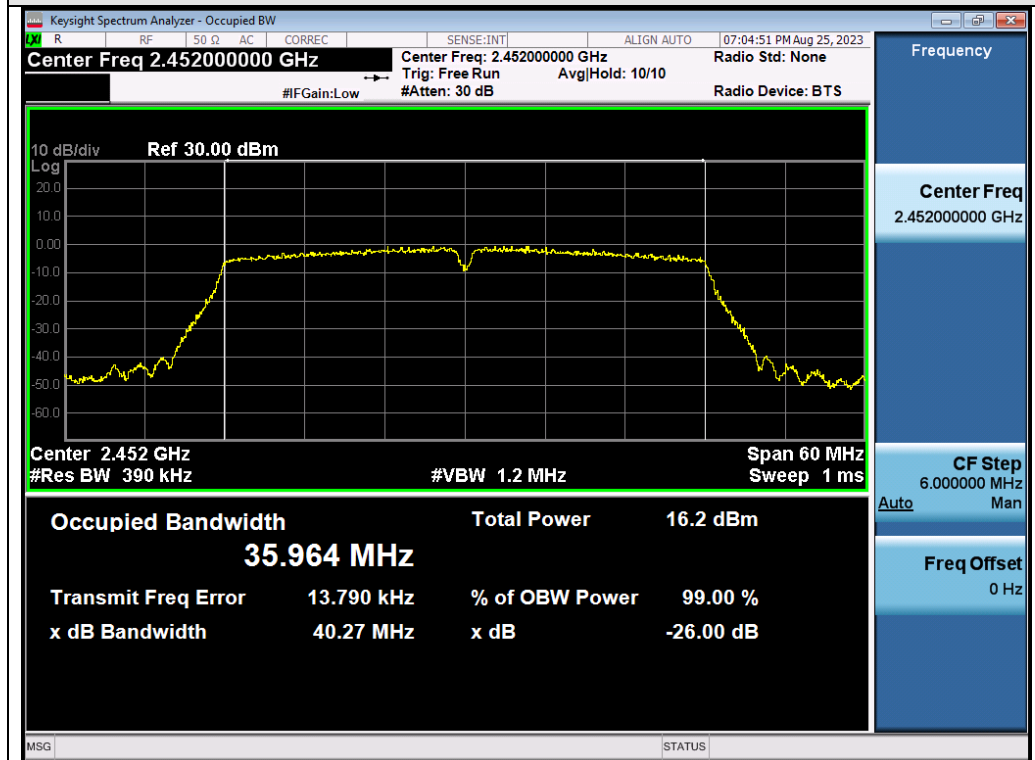 Keysight Spectrum Analyzer - Occupied BW
LXI R RF 50 Ω AC CORREC SENSE:INT ALIGN AUTO 07:04:51 PM Aug 25, 2023
Center Freq 2.452000000 GHz
Center Freq: 2.452000000 GHz Radio Std: None
Trig: Free Run Avg|Hold: 10/10
#IFGain:Low #Atten: 30 dB Radio Device: BTS
Frequency
10 dB/div Ref 30.00 dBm
Log
20.0
10.0
0.00
-10.0
-20.0
-30.0
-40.0
-50.0
-60.0
Center 2.452 GHz Span 60 MHz
#Res BW 390 kHz #VBW 1.2 MHz Sweep 1 ms
Occupied Bandwidth Total Power 16.2 dBm
35.964 MHz
Transmit Freq Error 13.790 kHz % of OBW Power 99.00 %
x dB Bandwidth 40.27 MHz x dB -26.00 dB
Center Freq
2.452000000 GHz
CF Step
6.000000 MHz
Auto Man
Freq Offset
0 Hz
MSG STATUS